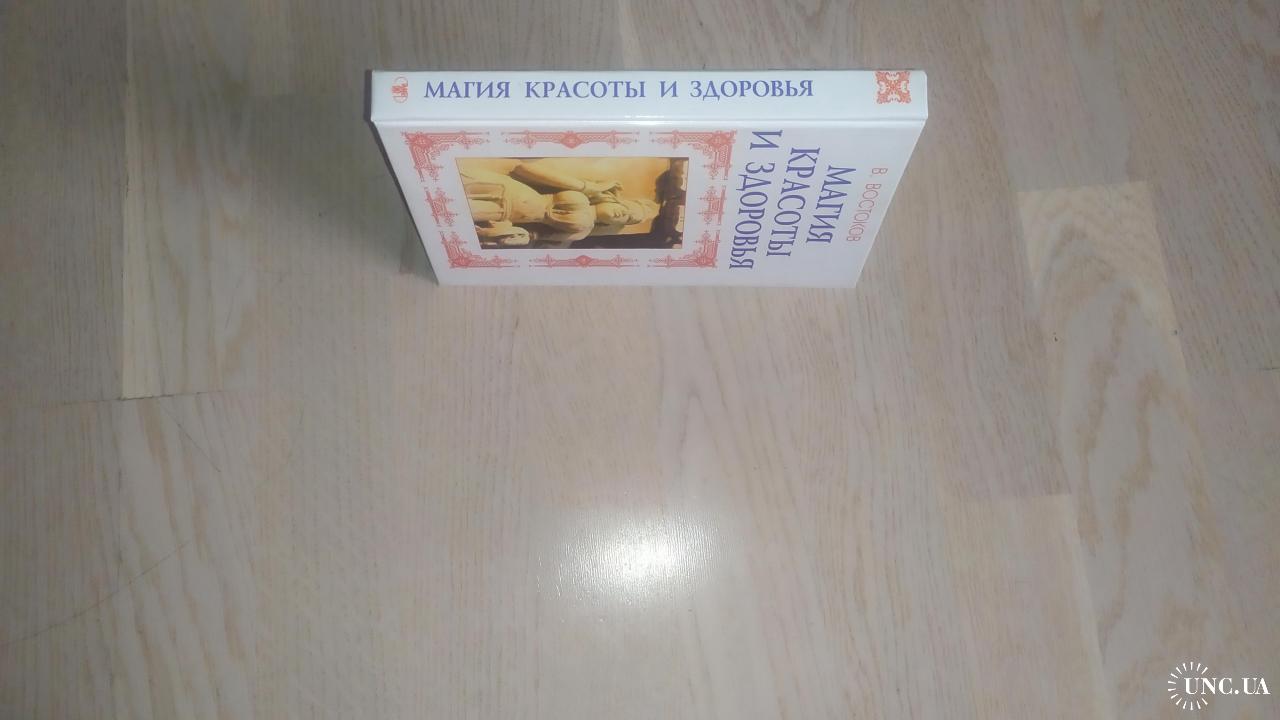 МАГИЯ КРАСОТЫ И ЗДОРОВЬЯ
В. ВОСТОКОВ
МАГИЯ
КРАСОТЫ
И ЗДОРОВЬЯ
UNC.UA